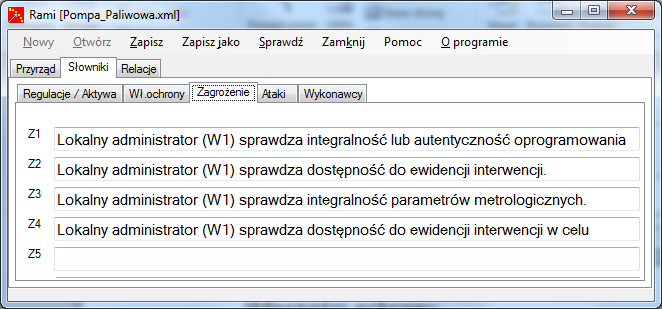 Rami [Pompa_Paliwowa.xml]
Nowy Otwórz Zapisz Zapisz jako Sprawdź Zamknij Pomoc O programie
Przyrząd Słowniki Relacje
Regulacje / Aktywa Wł.ochrony Zagrożenie Ataki Wykonawcy
Z1 Lokalny administrator (W1) sprawdza integralność lub autentyczność oprogramowania
Z2 Lokalny administrator (W1) sprawdza dostępność do ewidencji interwencji.
Z3 Lokalny administrator (W1) sprawdza integralność parametrów metrologicznych.
Z4 Lokalny administrator (W1) sprawdza dostępność do ewidencji interwencji w celu
Z5